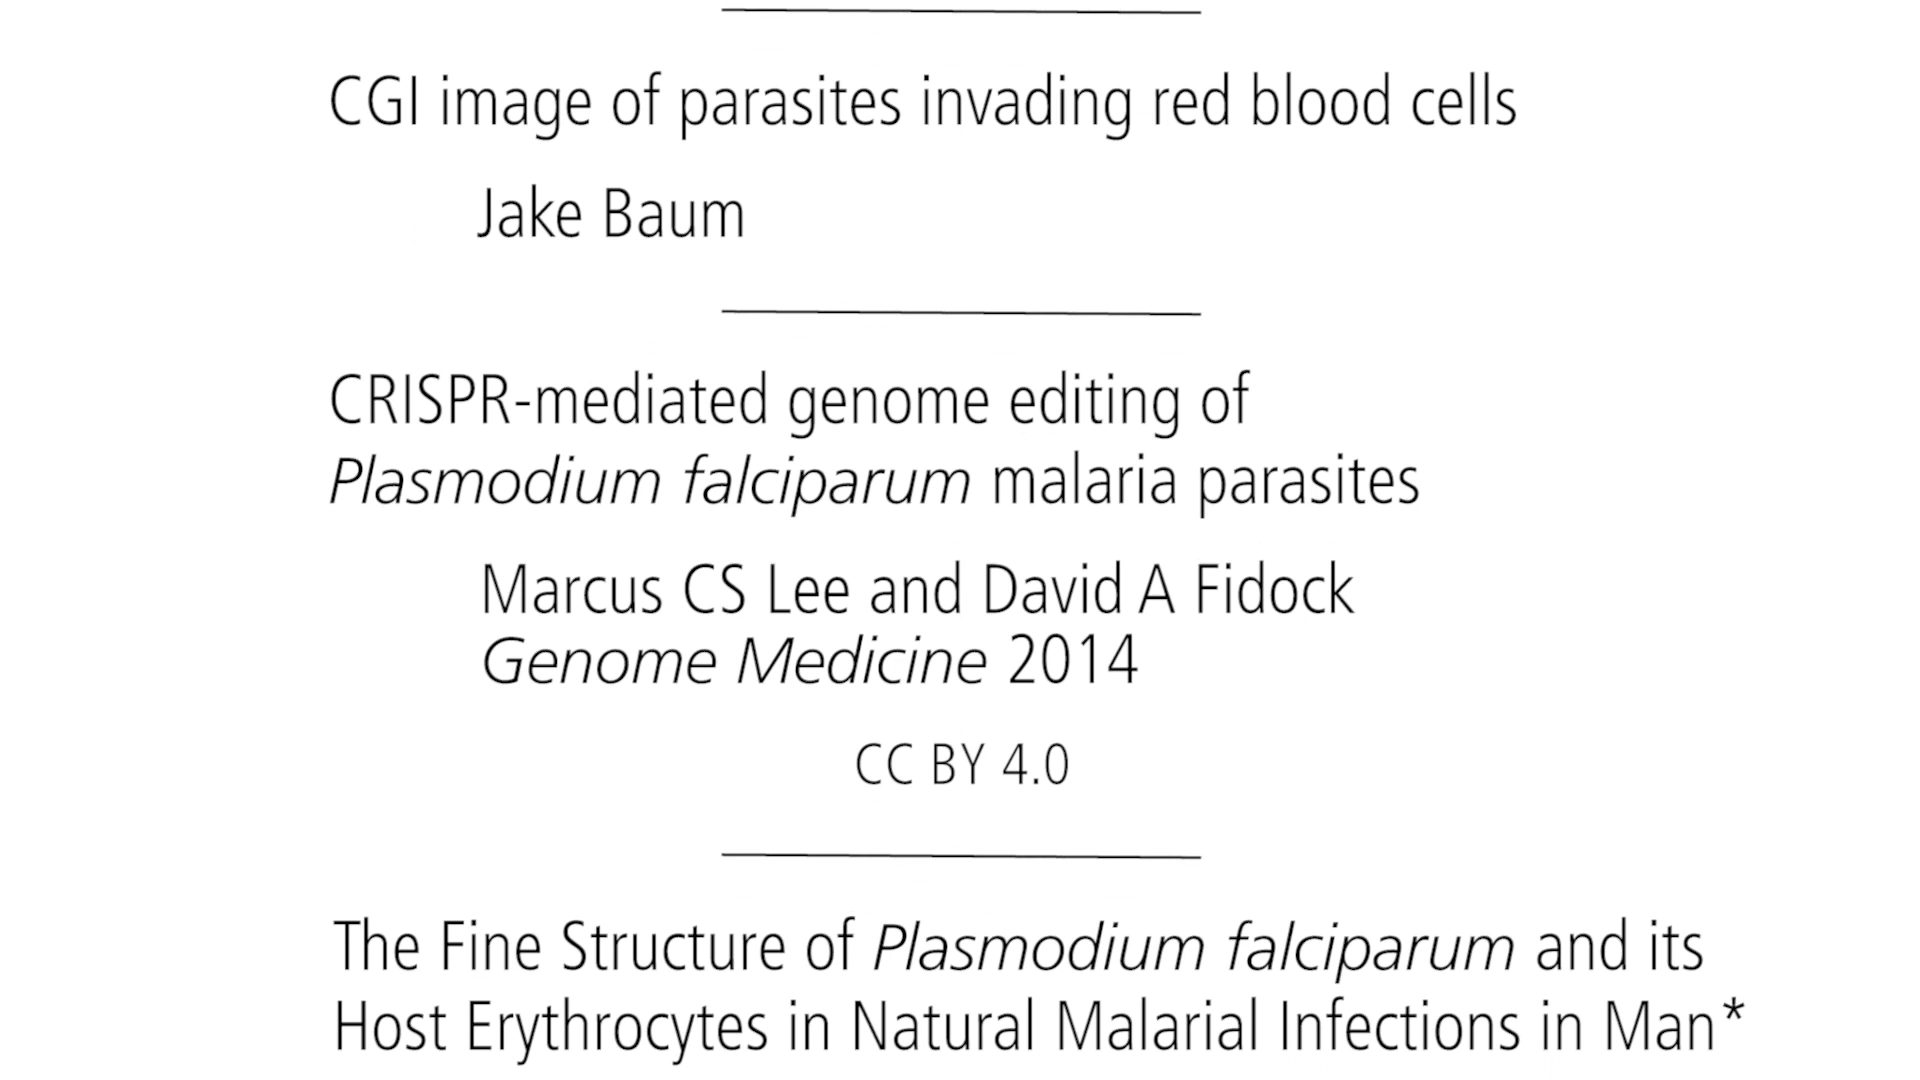 CGI image of parasites invading red blood cells
Jake Baum
CRISPR-mediated genome editing of
Plasmodium falciparum malaria parasites
Marcus CS Lee and David A Fidock
Genome Medicine 2014
CC BY 4.0
The Fine Structure of Plasmodium falciparum and its
Host Erythrocytes in Natural Malarial Infections in Man*